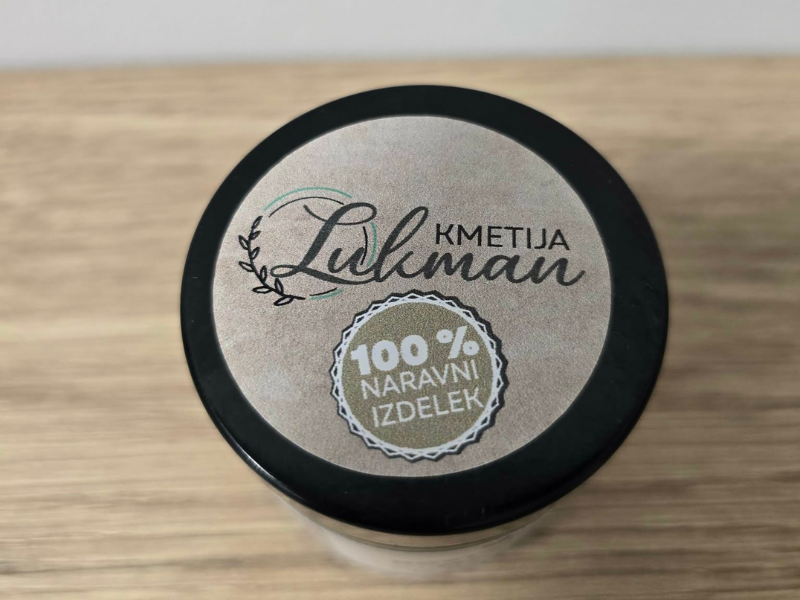 KMETIJA
Lukman
100 %
NARAVNI
IZDELEK